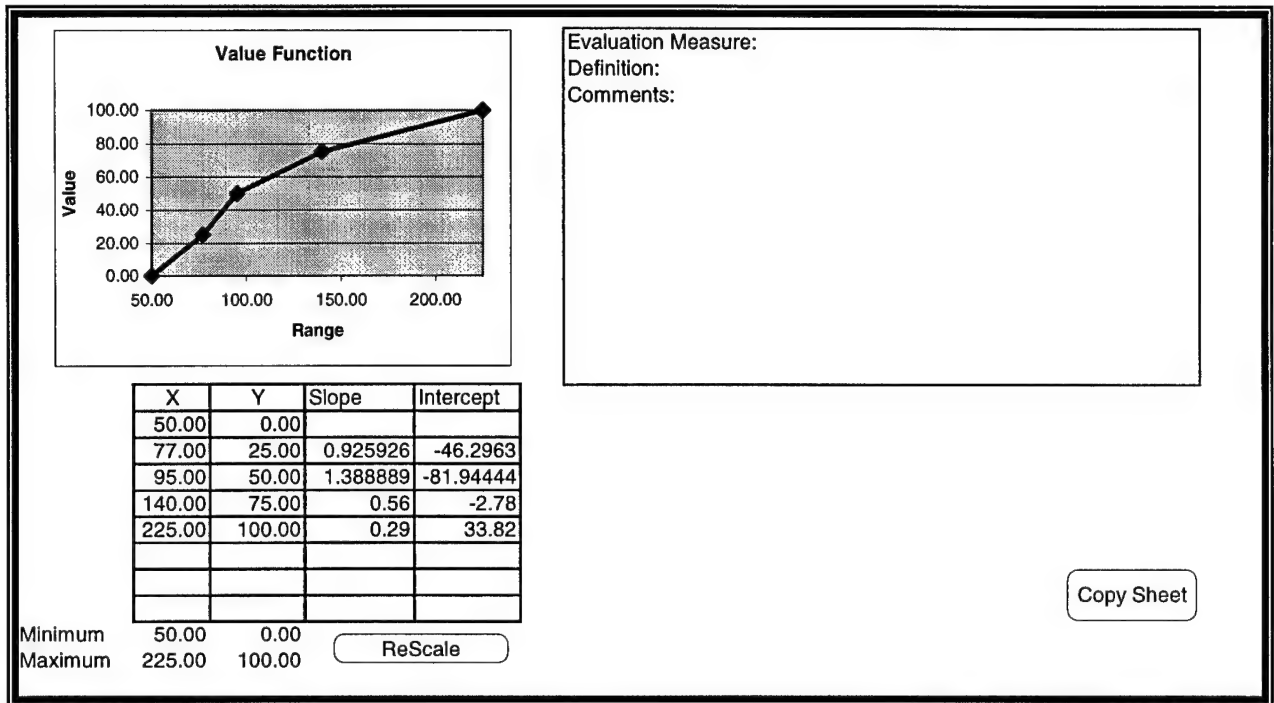 Value Function
Value
100.00
80.00
60.00
40.00
20.00
0.00
50.00 100.00 150.00 200.00
Range
Evaluation Measure:
Definition:
Comments:
X Y Slope Intercept
50.00 0.00
77.00 25.00 0.925926 -46.2963
95.00 50.00 1.388889 -81.94444
140.00 75.00 0.56 -2.78
225.00 100.00 0.29 33.82
Minimum 50.00 0.00
Maximum 225.00 100.00
ReScale
Copy Sheet